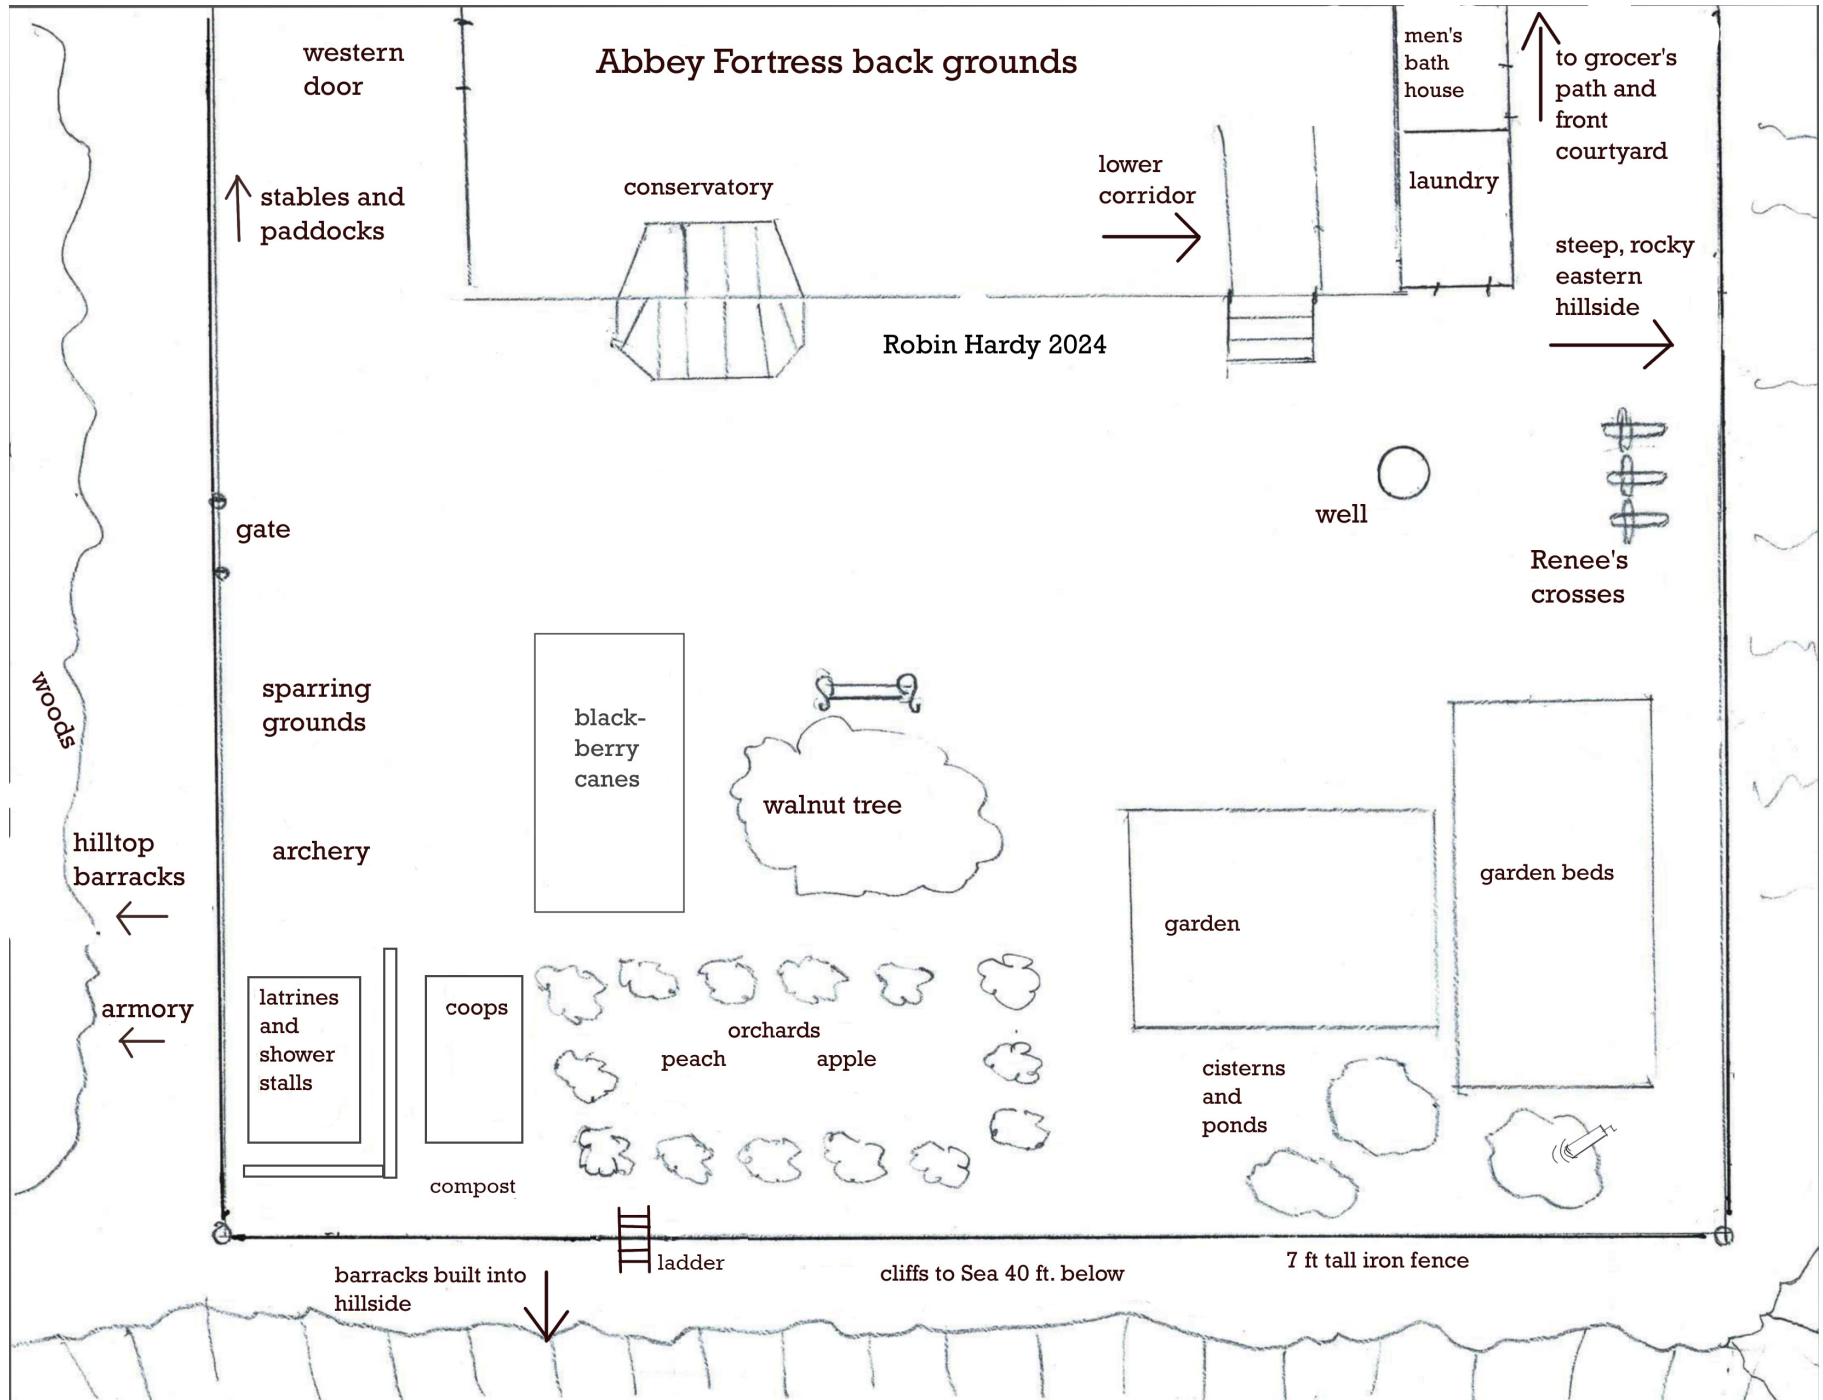 Abbey Fortress back grounds
western
door
men's
bath
house
to grocer's
path and
front
courtyard
stables and
paddocks
conservatory
lower
corridor
laundry
steep, rocky
eastern
hillside
Robin Hardy 2024
gate
well
Renee's
crosses
woods
sparring
grounds
black-
berry
canes
walnut tree
hilltop
barracks
archery
garden
garden beds
armory
latrines
and
shower
stalls
coops
orchards
peach
apple
cisterns
and
ponds
compost
ladder
barracks built into
hillside
cliffs to Sea 40 ft. below
7 ft tall iron fence